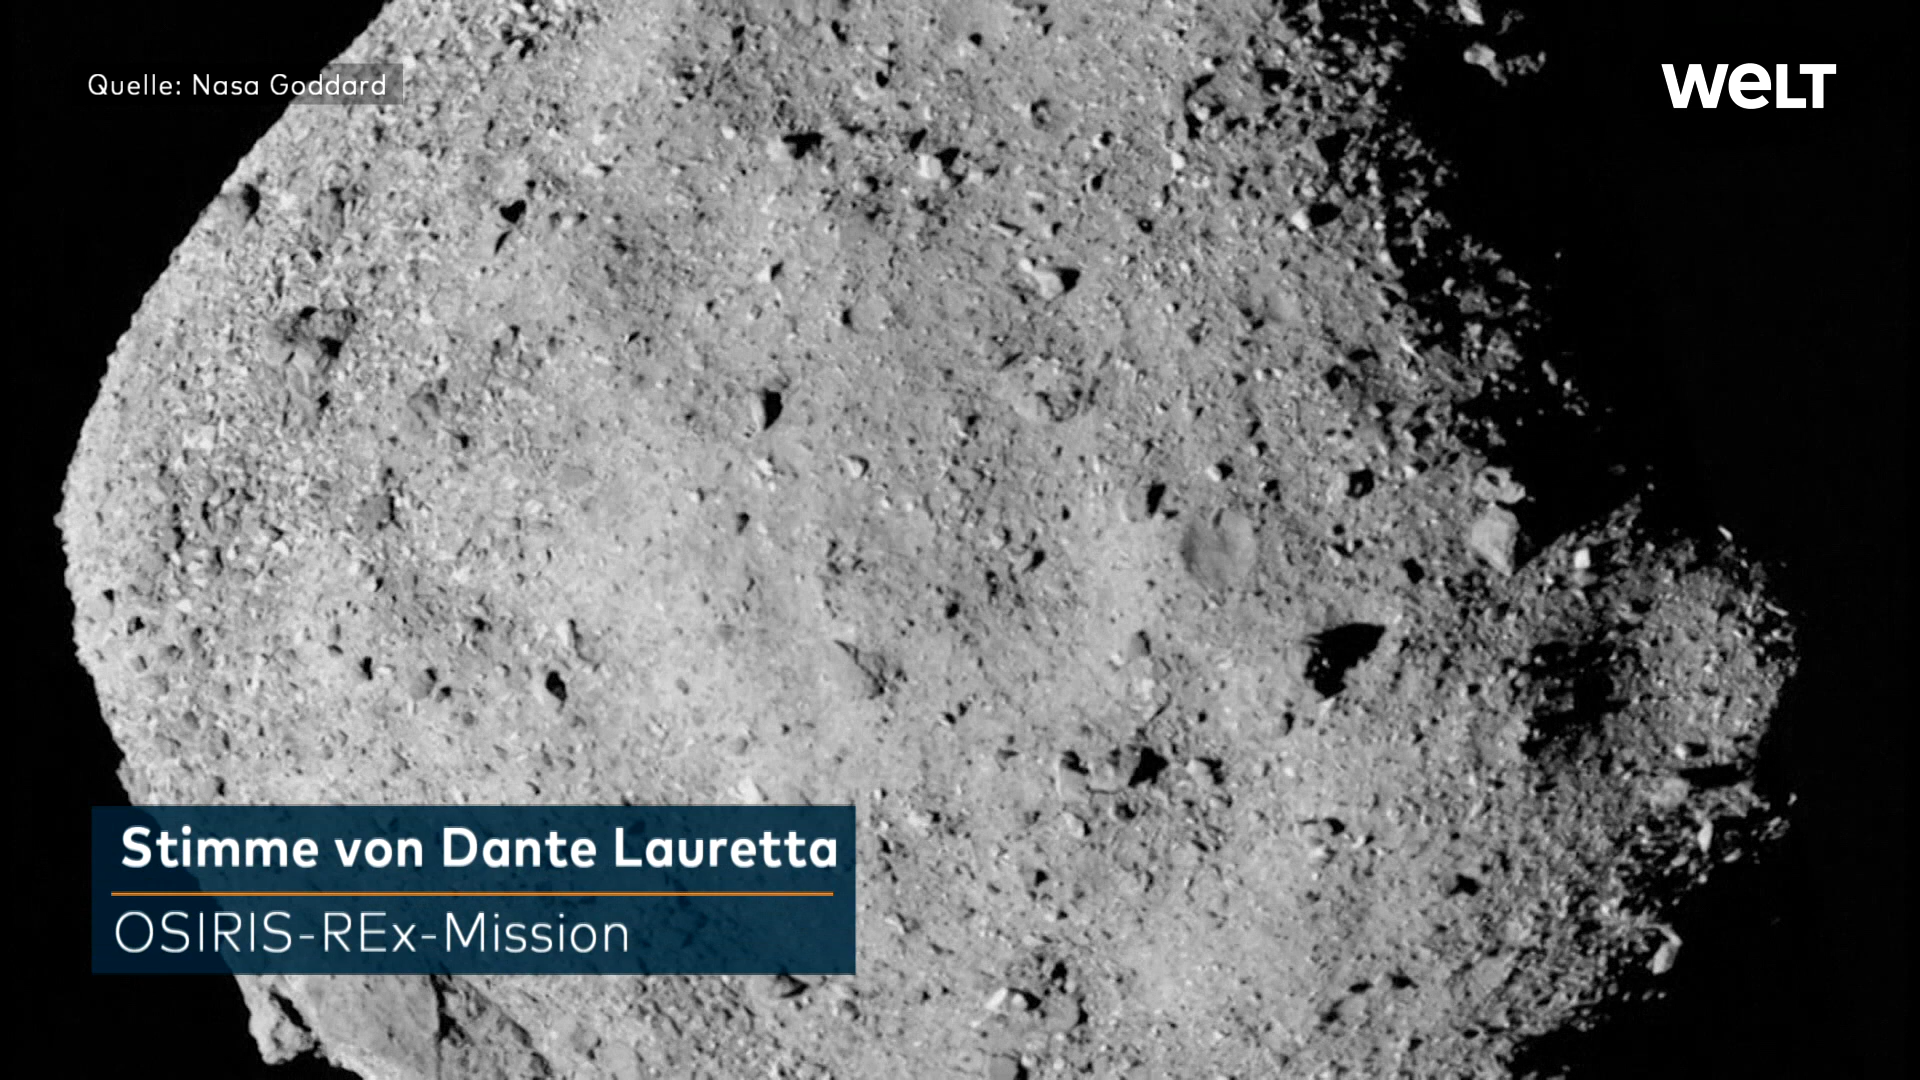 Quelle: Nasa Goddard
WELT
Stimme von Dante Lauretta
OSIRIS-REx-Mission